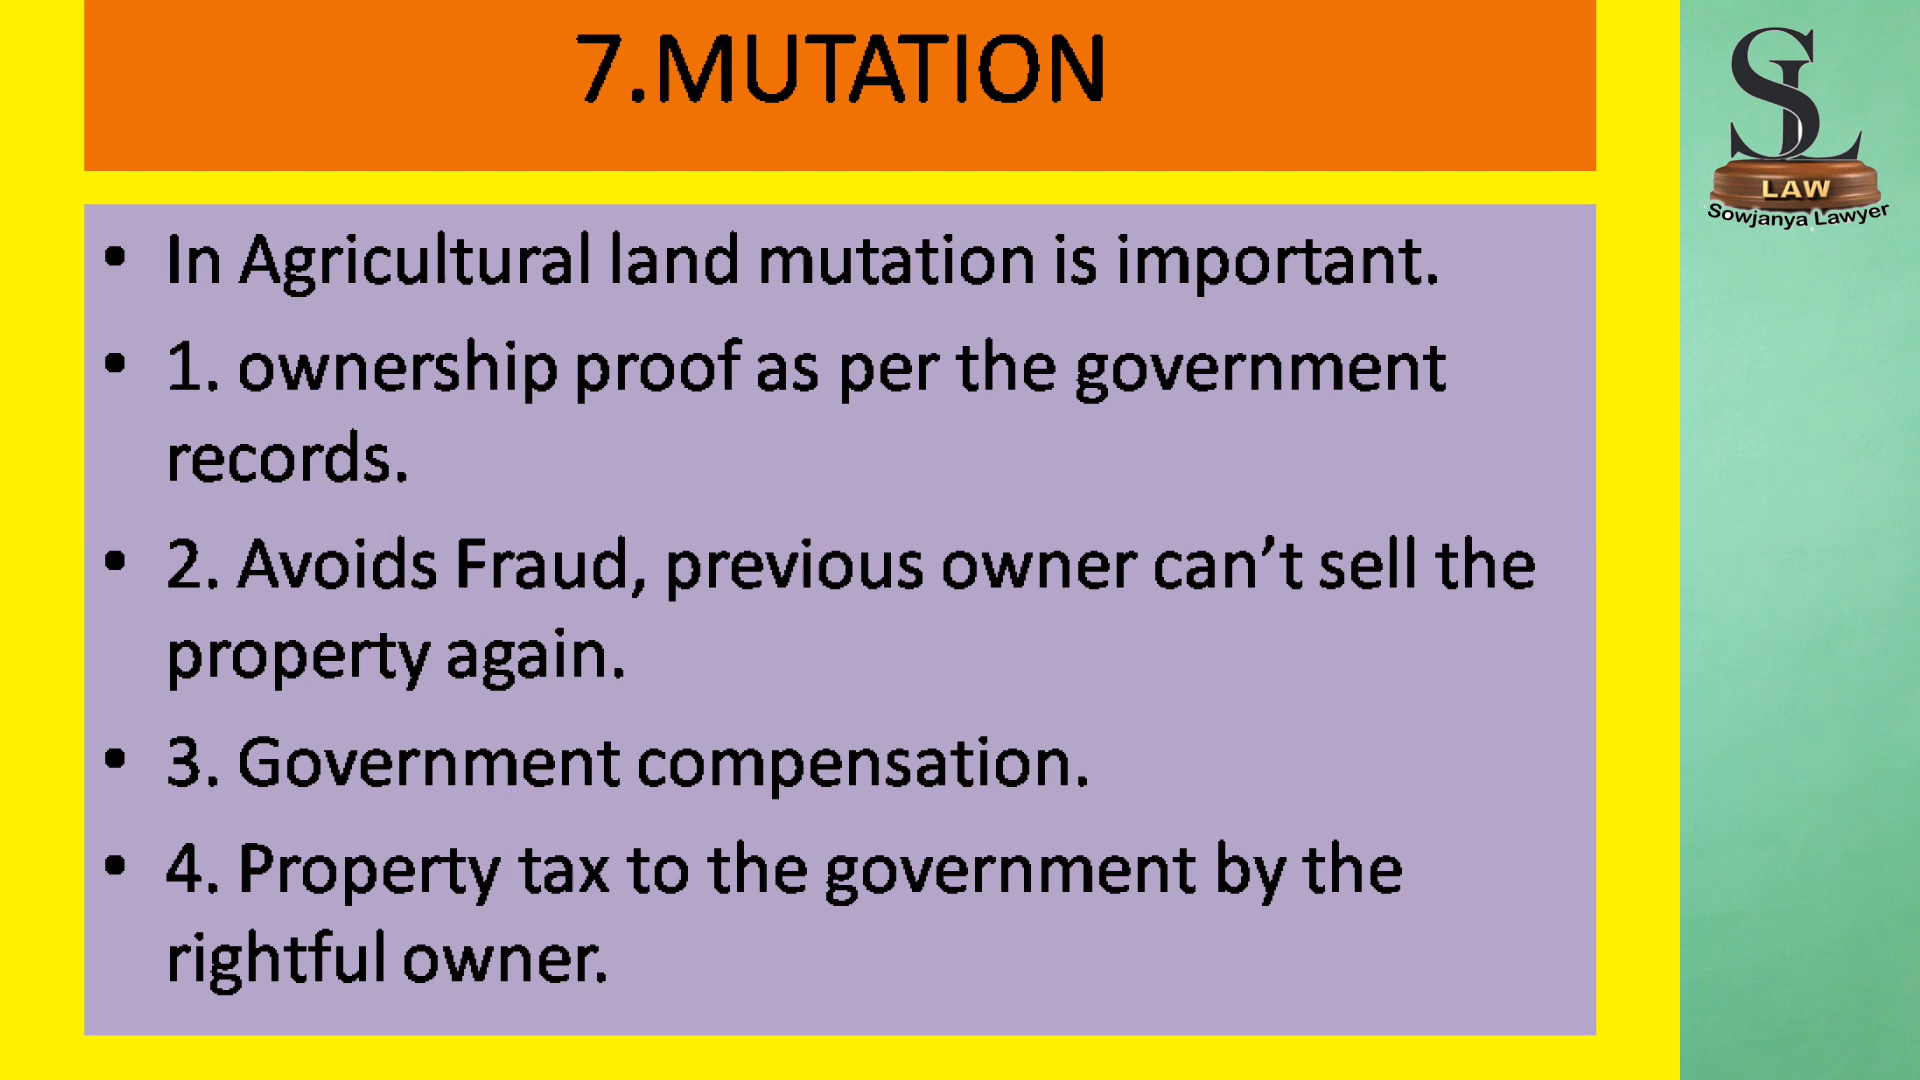 7.MUTATION
• In Agricultural land mutation is important.
• 1. ownership proof as per the government
records.
• 2. Avoids Fraud, previous owner can’t sell the
property again.
• 3. Government compensation.
• 4. Property tax to the government by the
rightful owner.
SL
LAW
Sowjanya Lawyer